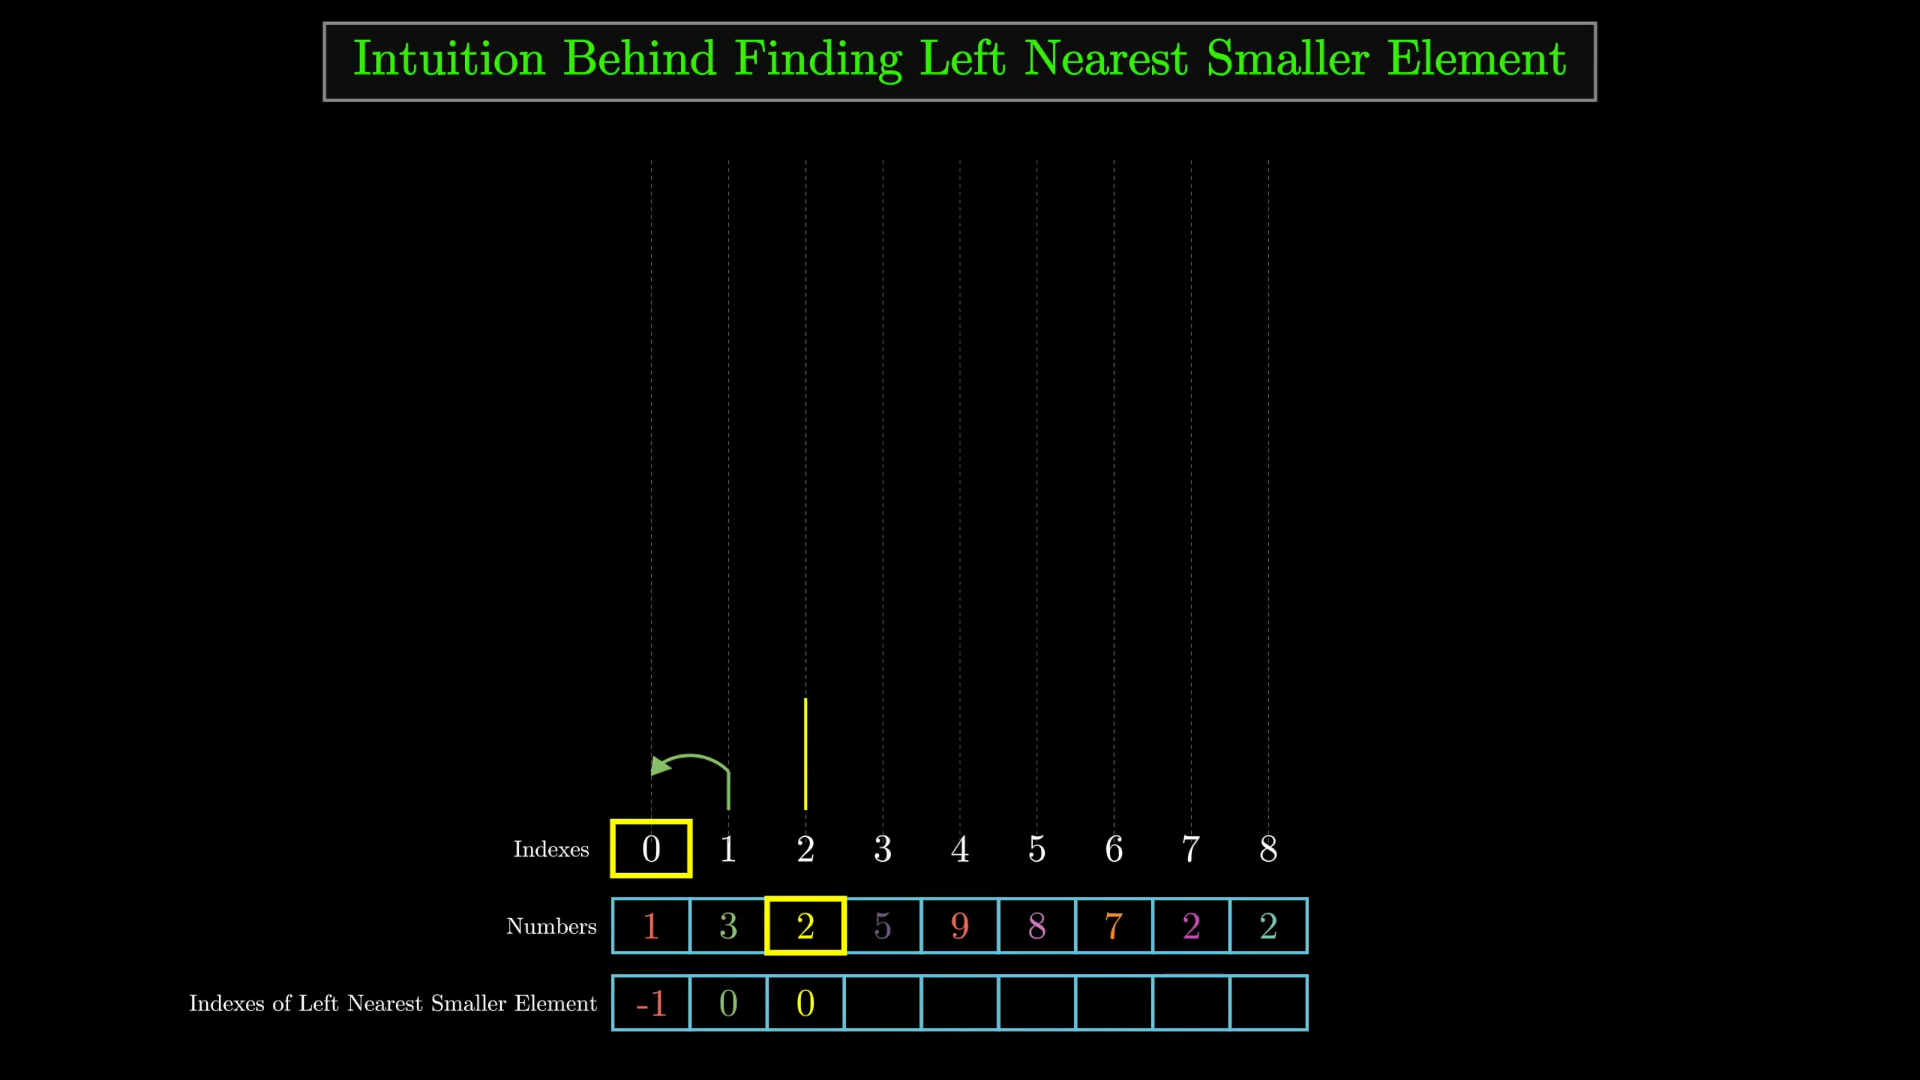 Intuition Behind Finding Left Nearest Smaller Element
Indexes 0 1 2 3 4 5 6 7 8
Numbers 1 3 2 5 9 8 7 2 2
Indexes of Left Nearest Smaller Element -1 0 0